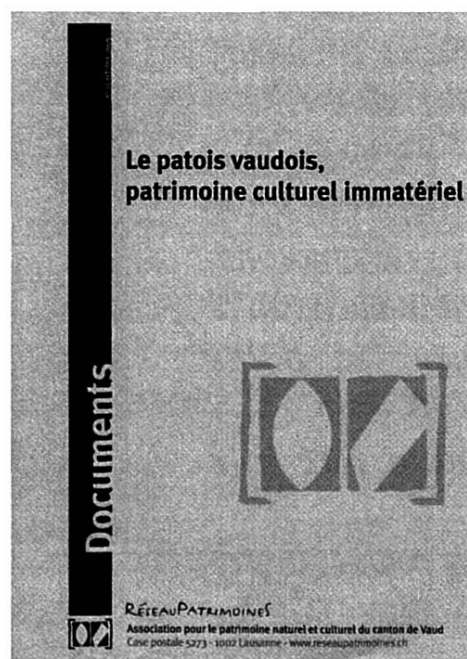 Le patois vaudois,
patrimoine culturel immatériel
Documents
RÉSEAUPATRIMOINES
Association pour le patrimoine naturel et culturel du canton de Vaud
Case postale 5273 - 1002 Lausanne - www.reseaupatrimoines.ch